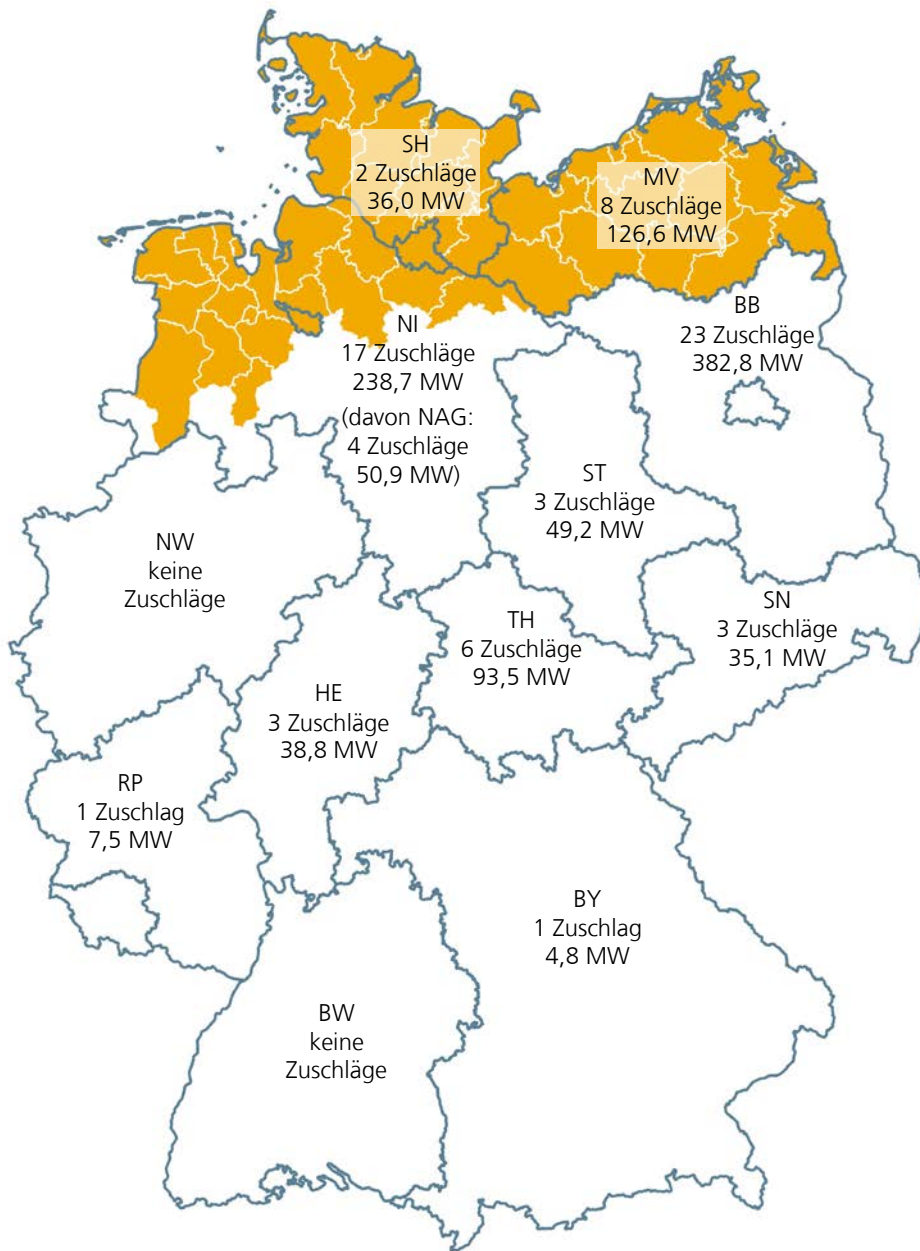 SH
2 Zuschläge
36,0 MW
MV
8 Zuschläge
126,6 MW
BB
23 Zuschläge
382,8 MW
NI
17 Zuschläge
238,7 MW
(davon NAG:
4 Zuschläge
50,9 MW)
ST
3 Zuschläge
49,2 MW
NW
keine
Zuschläge
SN
3 Zuschläge
35,1 MW
TH
6 Zuschläge
93,5 MW
HE
3 Zuschläge
38,8 MW
RP
1 Zuschlag
7,5 MW
BY
1 Zuschlag
4,8 MW
BW
keine
Zuschläge